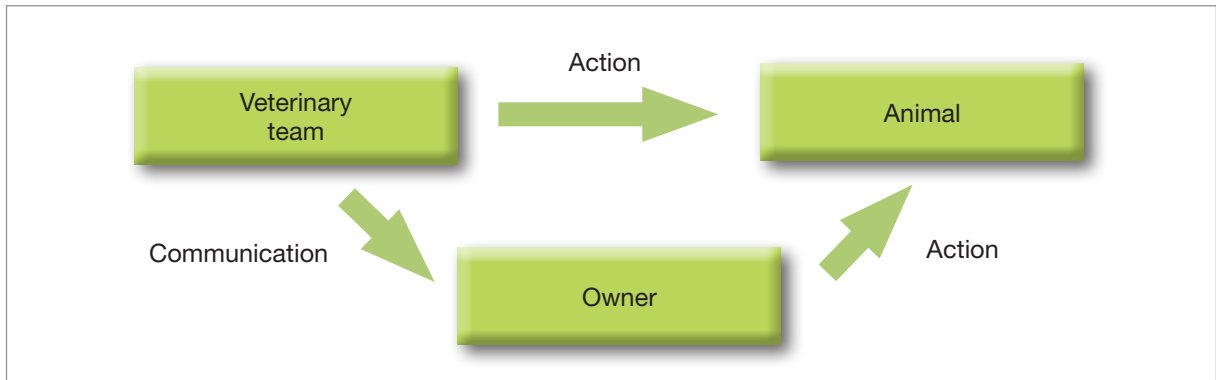 Action
Veterinary
team
Animal
Communication
Action
Owner